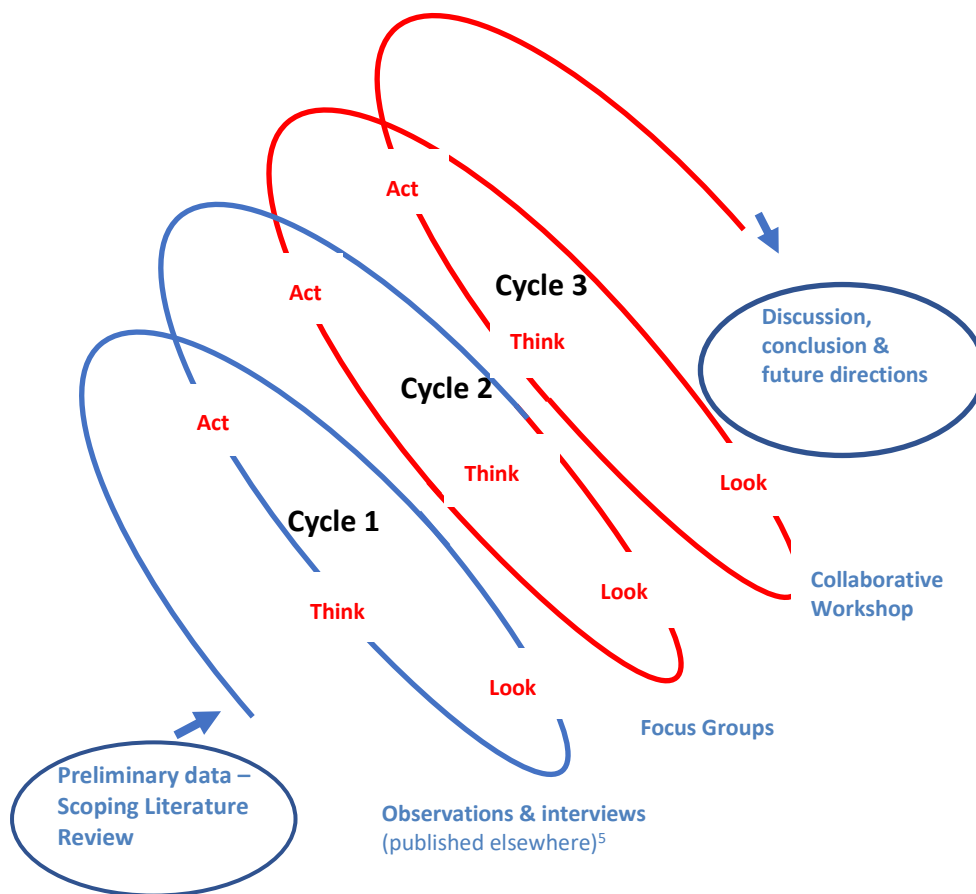 Act
Cycle 3
Think
Look
Act
Cycle 2
Think
Look
Act
Cycle 1
Think
Look
Discussion,
conclusion &
future directions
Collaborative
Workshop
Focus Groups
Observations & interviews
(published elsewhere)⁵
Preliminary data –
Scoping Literature
Review